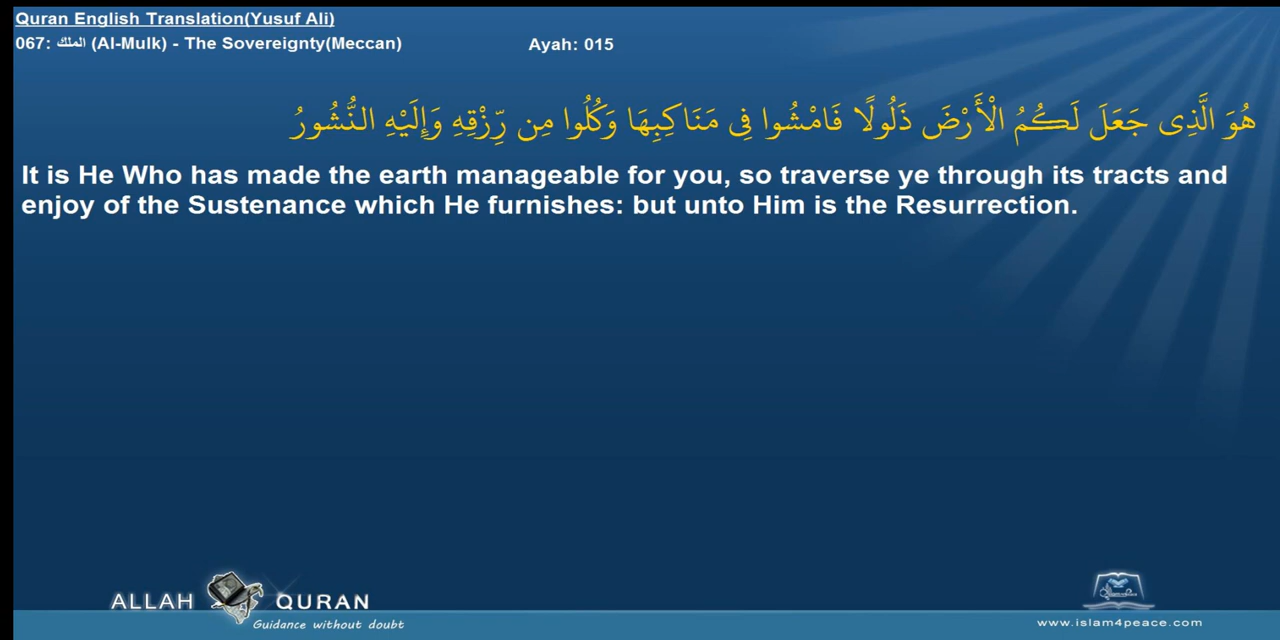 Quran English Translation(Yusuf Ali)
067: الملك (Al-Mulk) - The Sovereignty(Meccan) Ayah: 015
هُوَ الَّذِى جَعَلَ لَكُمُ الْأَرْضَ ذَلُولًا فَامْشُوا فِى مَنَاكِبِهَا وَكُلُوا مِن رِّزْقِهِ وَإِلَيْهِ النُّشُورُ
It is He Who has made the earth manageable for you, so traverse ye through its tracts and
enjoy of the Sustenance which He furnishes: but unto Him is the Resurrection.
ALLAH QURAN
Guidance without doubt
www.islam4peace.com